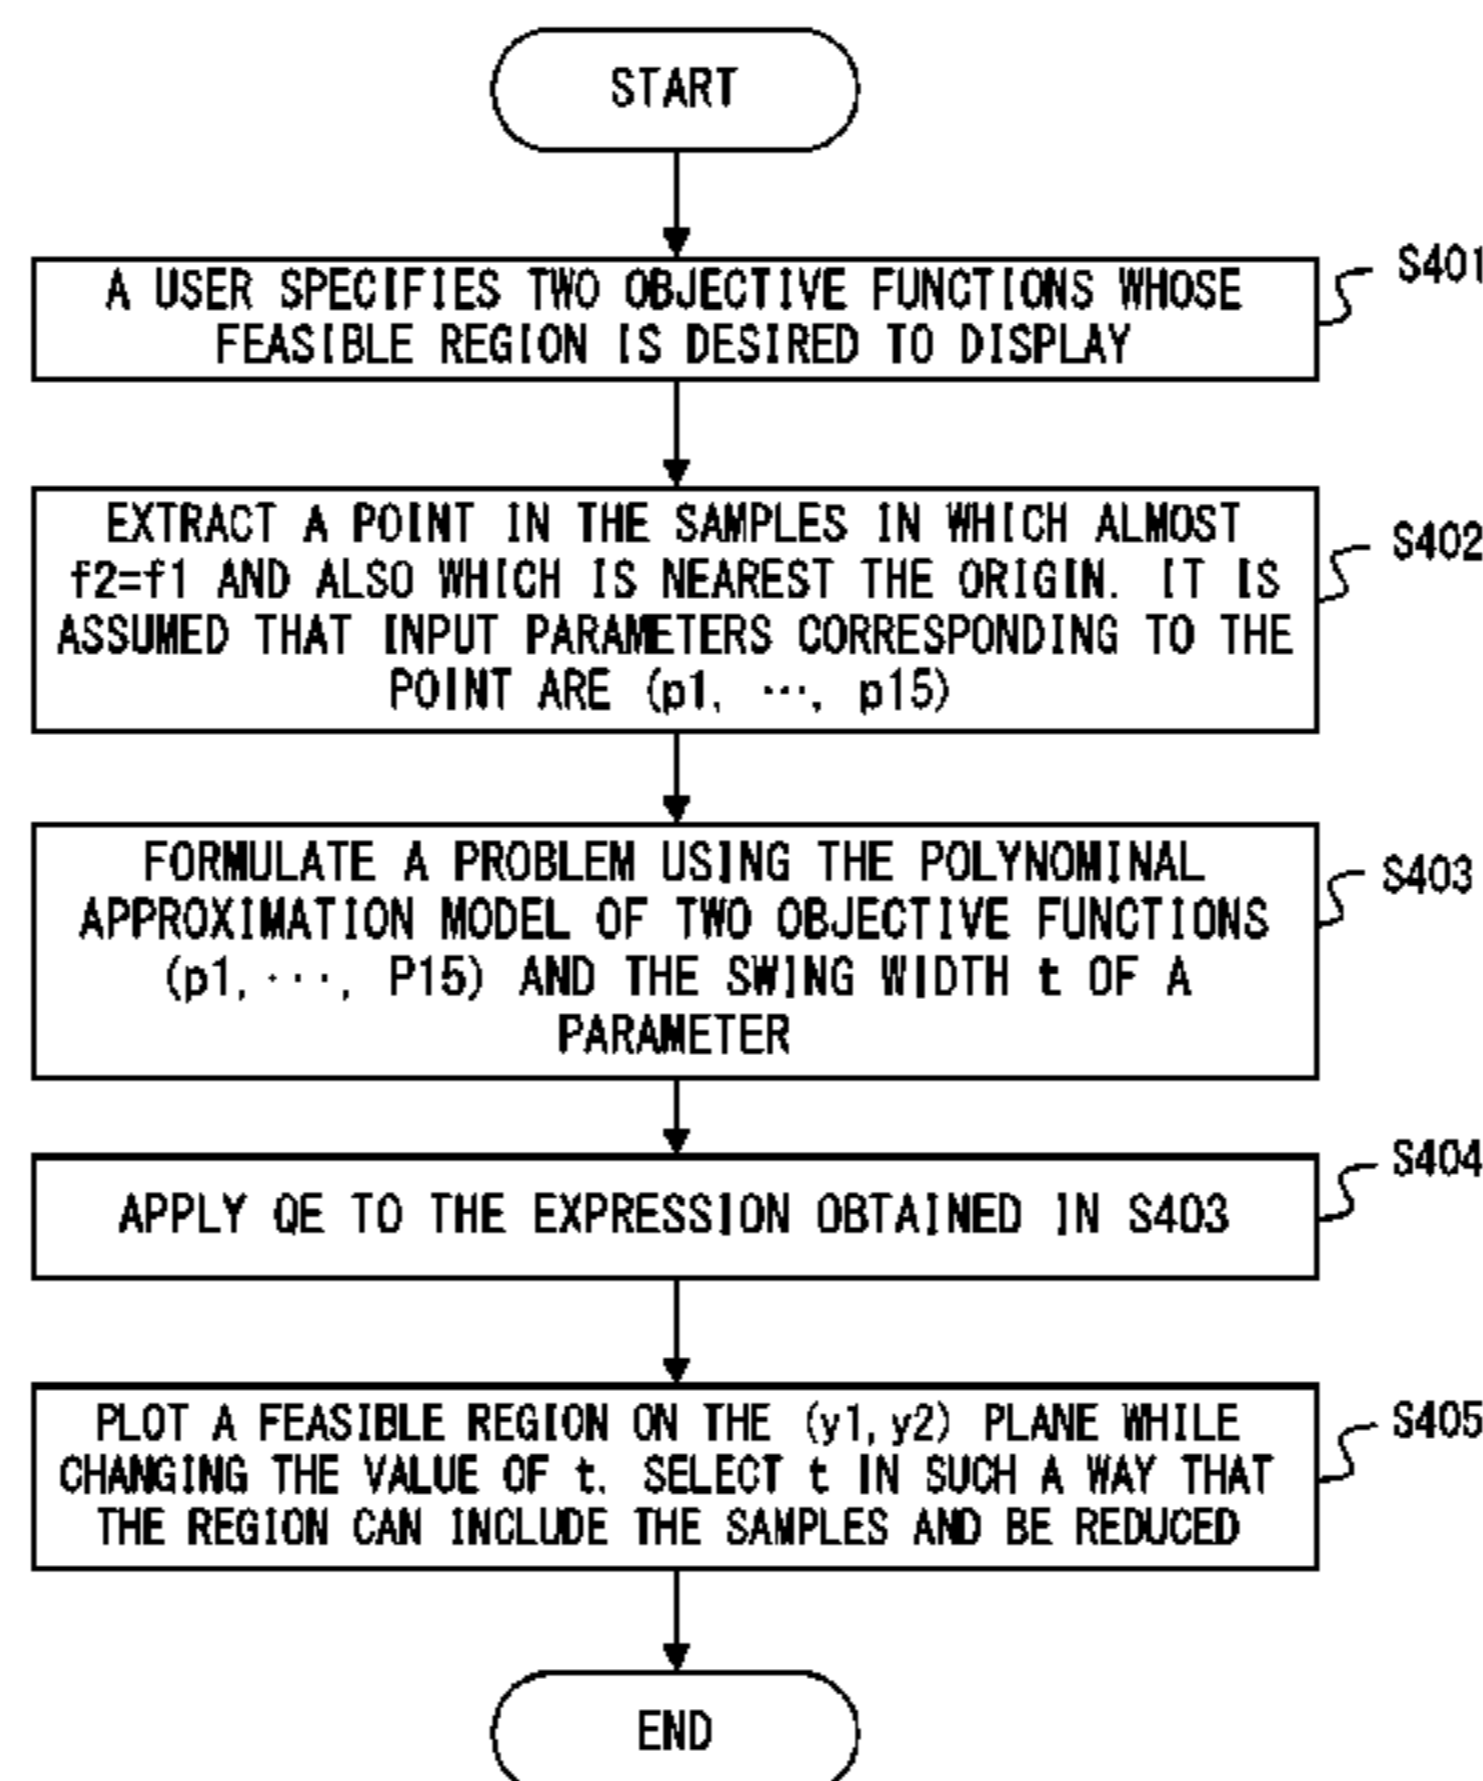 START
A USER SPECIFIES TWO OBJECTIVE FUNCTIONS WHOSE
FEASIBLE REGION IS DESIRED TO DISPLAY
S401
EXTRACT A POINT IN THE SAMPLES IN WHICH ALMOST
f2=f1 AND ALSO WHICH IS NEAREST THE ORIGIN. IT IS
ASSUMED THAT INPUT PARAMETERS CORRESPONDING TO THE
POINT ARE (p1, ···, p15)
S402
FORMULATE A PROBLEM USING THE POLYNOMINAL
APPROXIMATION MODEL OF TWO OBJECTIVE FUNCTIONS
(p1,···, P15) AND THE SWING WIDTH t OF A
PARAMETER
S403
APPLY QE TO THE EXPRESSION OBTAINED IN S403
S404
PLOT A FEASIBLE REGION ON THE (y1,y2) PLANE WHILE
CHANGING THE VALUE OF t. SELECT t IN SUCH A WAY THAT
THE REGION CAN INCLUDE THE SAMPLES AND BE REDUCED
S405
END